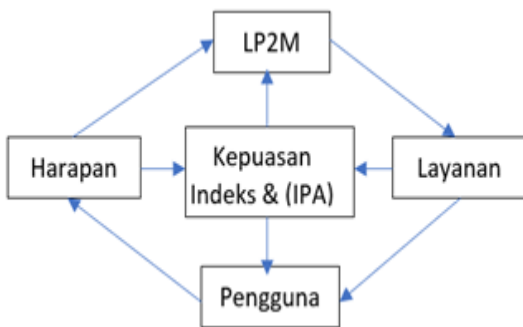 LP2M
Harapan
Kepuasan
Indeks & (IPA)
Layanan
Pengguna